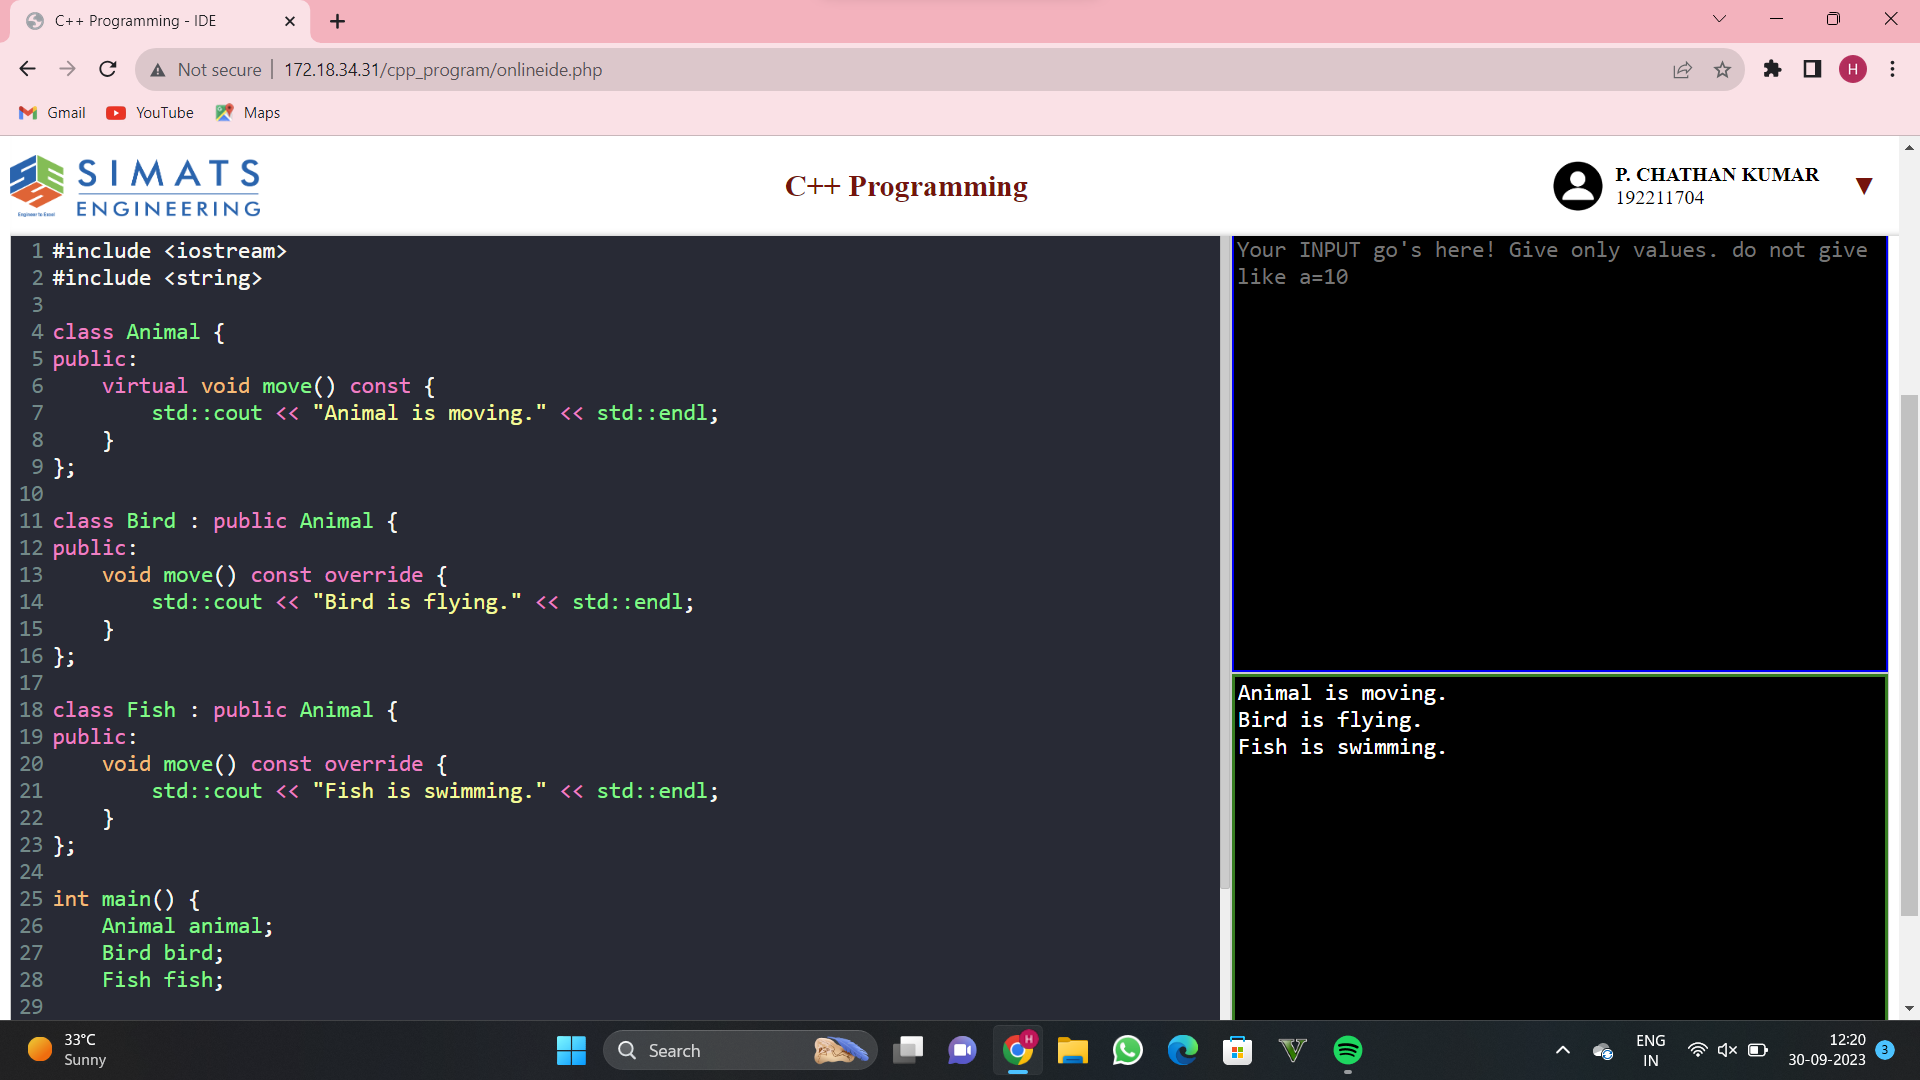 C++ Programming - IDE
Not secure
172.18.34.31/cpp_program/onlineide.php
H
Gmail
YouTube
Maps
SIMATS
ENGINEERING
Engineer to Excel
C++ Programming
P. CHATHAN KUMAR
192211704
1 #include <iostream>
2 #include <string>
3
4 class Animal {
5 public:
6     virtual void move() const {
7         std::cout << "Animal is moving." << std::endl;
8     }
9 };
10
11 class Bird : public Animal {
12 public:
13     void move() const override {
14         std::cout << "Bird is flying." << std::endl;
15     }
16 };
17
18 class Fish : public Animal {
19 public:
20     void move() const override {
21         std::cout << "Fish is swimming." << std::endl;
22     }
23 };
24
25 int main() {
26     Animal animal;
27     Bird bird;
28     Fish fish;
29
Your INPUT go's here! Give only values. do not give
like a=10
Animal is moving.
Bird is flying.
Fish is swimming.
33°C
Sunny
Search
H
ENG
IN
12:20
30-09-2023
3